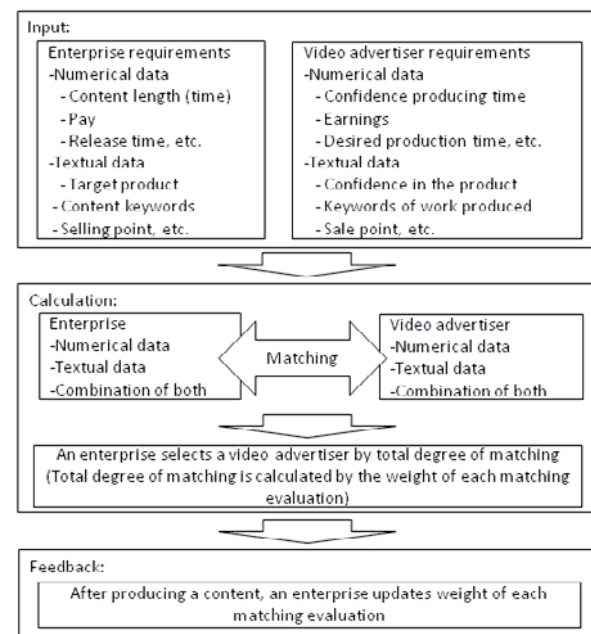 Input:
Enterprise requirements
-Numerical data
- Content length (time)
- Pay
- Release time, etc.
-Textual data
- Target product
- Content keywords
- Selling point, etc.
Video advertiser requirements
-Numerical data
- Confidence producing time
- Earnings
- Desired production time, etc.
-Textual data
- Confidence in the product
- Keywords of work produced
- Sale point, etc.
Calculation:
Enterprise
-Numerical data
-Textual data
-Combination of both
Matching
Video advertiser
-Numerical data
-Textual data
-Combination of both
An enterprise selects a video advertiser by total degree of matching
(Total degree of matching is calculated by the weight of each matching
evaluation)
Feedback:
After producing a content, an enterprise updates weight of each
matching evaluation